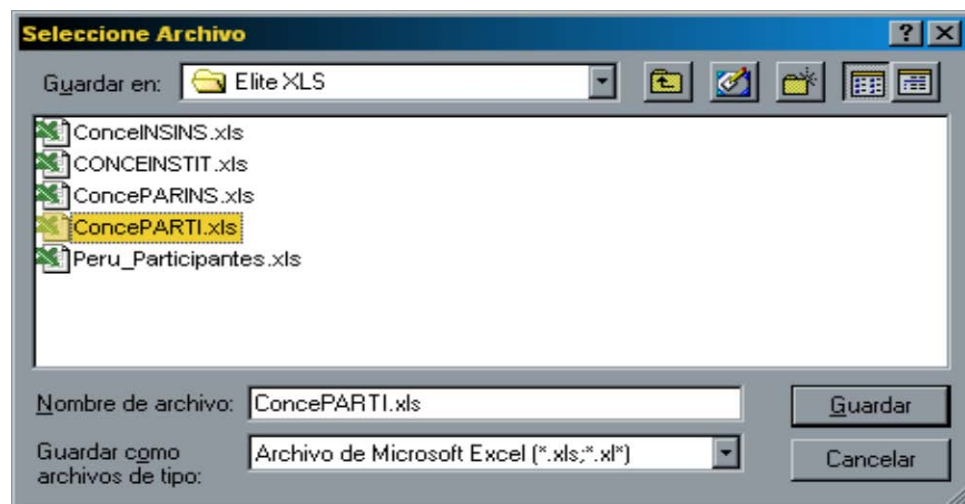 Seleccione Archivo
Guardar en: Elite XLS
ConceINSINS.xls
CONCEINSTIT.xls
ConcePARINS.xls
ConcePARTI.xls
Peru_Participantes.xls
Nombre de archivo: ConcePARTI.xls
Guardar
Guardar como
archivos de tipo:
Archivo de Microsoft Excel (*.xls;*.xl*)
Cancelar